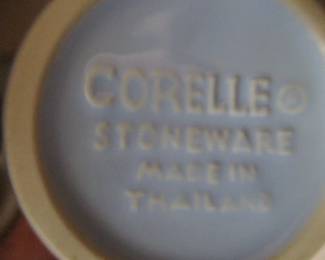 CORELLE®
STONEWARE
MADE IN
THAILAND